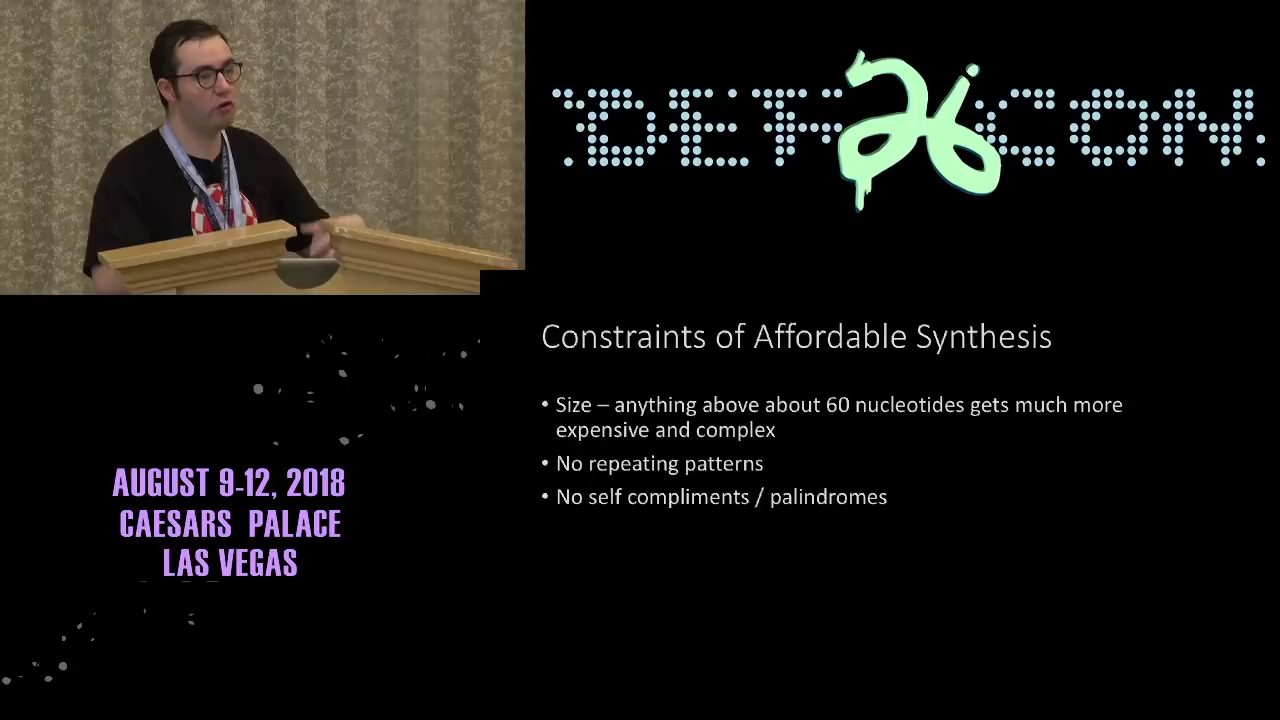 DEF 26 CON
Constraints of Affordable Synthesis
• Size – anything above about 60 nucleotides gets much more
expensive and complex
• No repeating patterns
• No self compliments / palindromes
AUGUST 9-12, 2018
CAESARS PALACE
LAS VEGAS